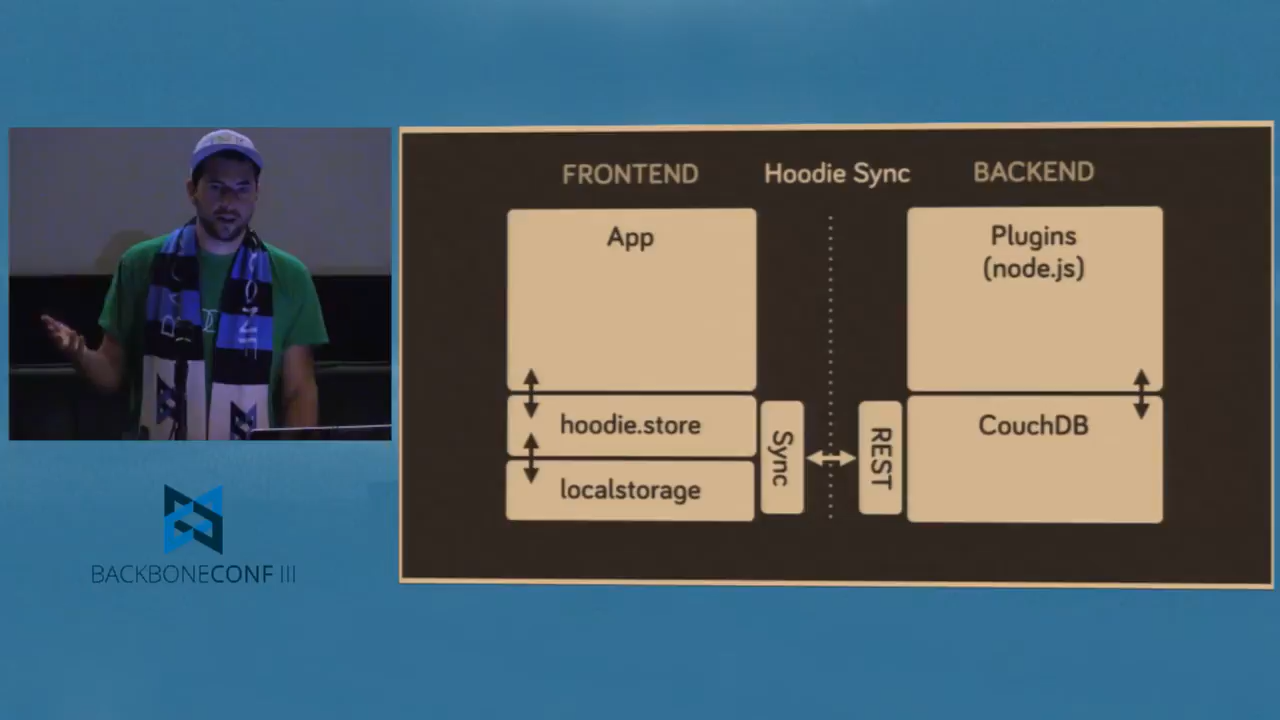 FRONTEND
Hoodie Sync
BACKEND
App
Plugins
(node.js)
hoodie.store
Sync
REST
CouchDB
localstorage
BACKBONECONF III